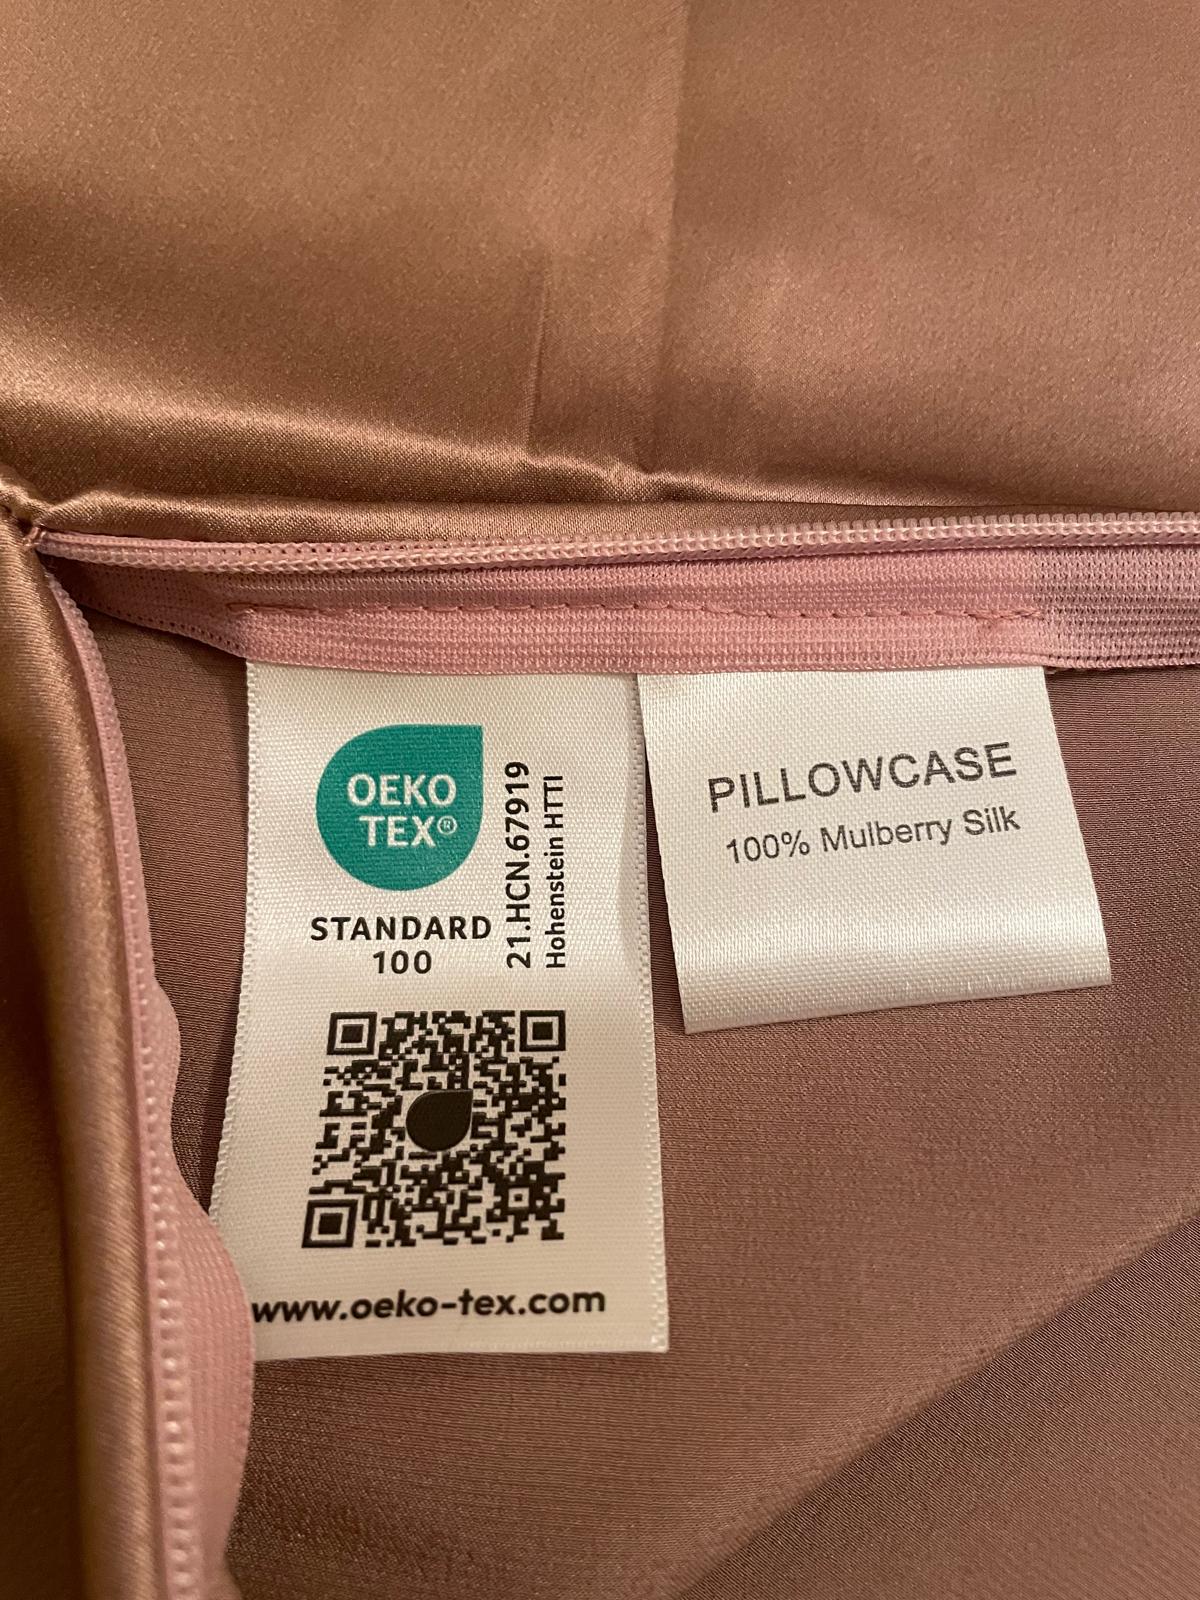 OEKO
TEX®
STANDARD
100
21.HCN.67919
Hohenstein HTTI
www.oeko-tex.com
PILLOWCASE
100% Mulberry Silk